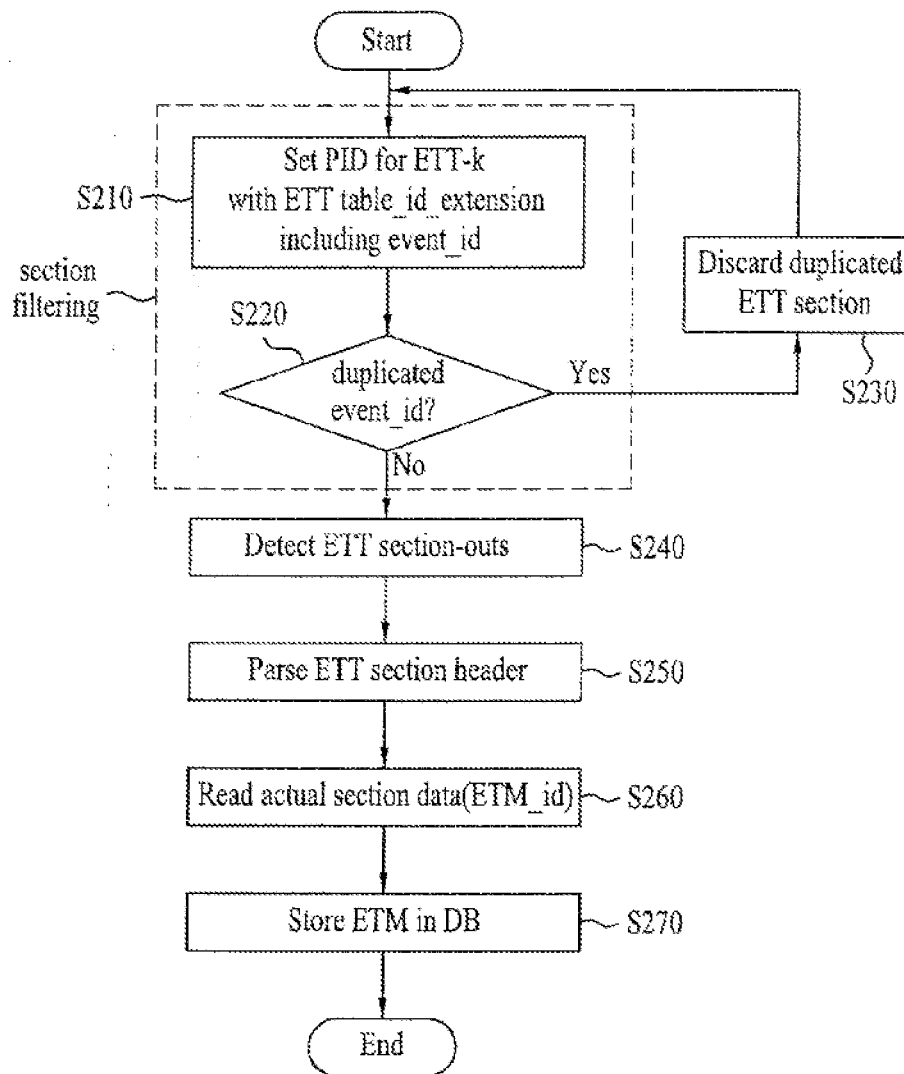 Start
Set PID for ETT-k
with ETT table_id_extension
including event_id
S210
section
filtering
Discard duplicated
ETT section
S230
S220
duplicated
event_id?
Yes
No
Detect ETT section-outs
S240
Parse ETT section header
S250
Read actual section data(ETM_id)
S260
Store ETM in DB
S270
End